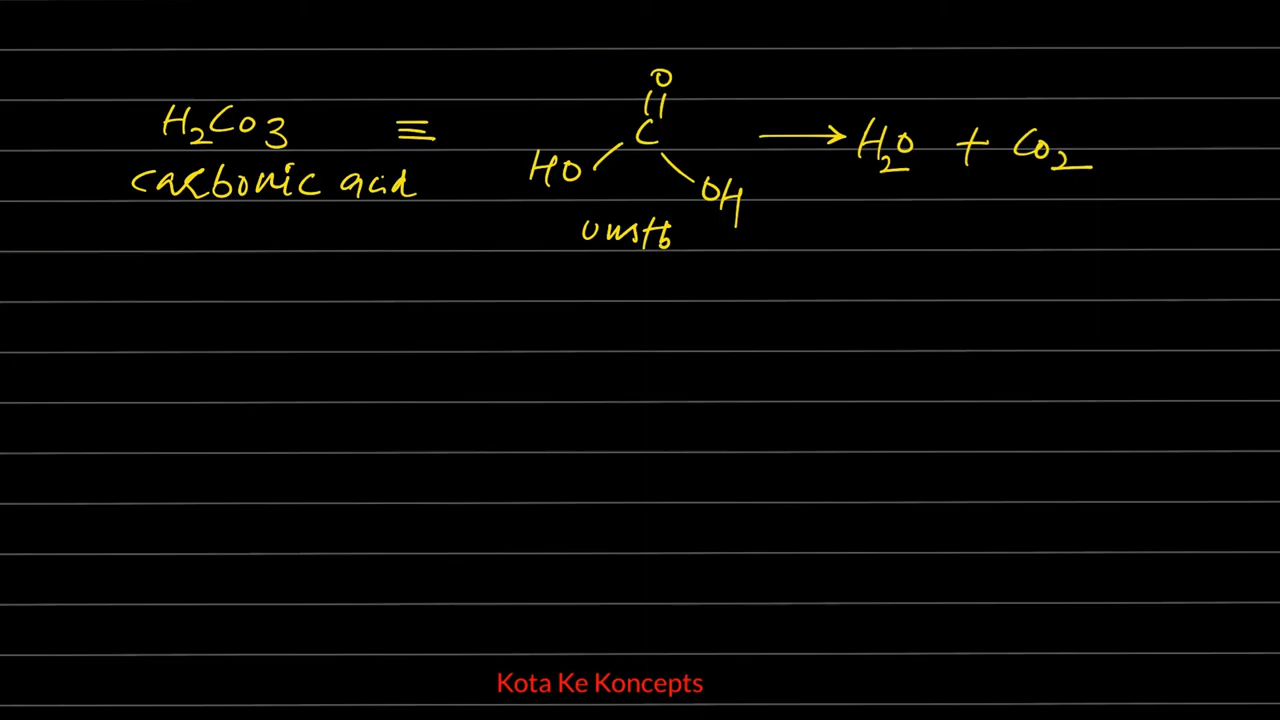 O
||
H₂CO₃ ≡ C → H₂O + CO₂
HO OH
carbonic acid
unstb
Kota Ke Koncepts